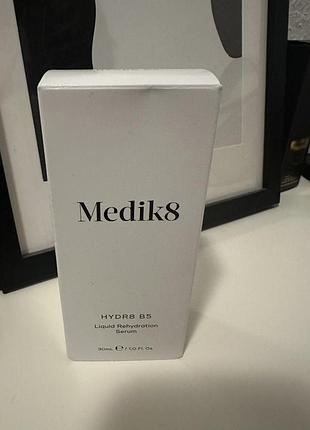 Medik8
HYDR8 B5
Liquid Rehydration
Serum
30mL ℮ / 1.0 Fl. Oz